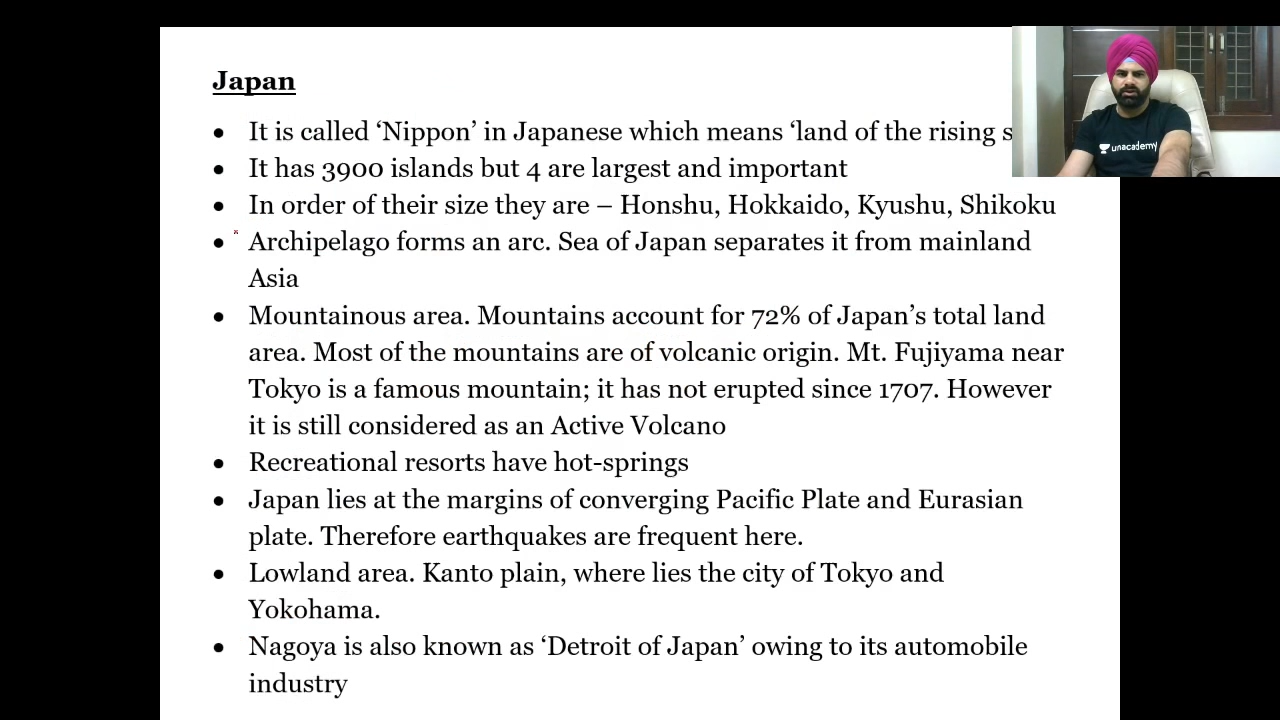 Japan
• It is called ‘Nippon’ in Japanese which means ‘land of the rising s
• It has 3900 islands but 4 are largest and important
• In order of their size they are – Honshu, Hokkaido, Kyushu, Shikoku
• Archipelago forms an arc. Sea of Japan separates it from mainland
Asia
• Mountainous area. Mountains account for 72% of Japan’s total land
area. Most of the mountains are of volcanic origin. Mt. Fujiyama near
Tokyo is a famous mountain; it has not erupted since 1707. However
it is still considered as an Active Volcano
• Recreational resorts have hot-springs
• Japan lies at the margins of converging Pacific Plate and Eurasian
plate. Therefore earthquakes are frequent here.
• Lowland area. Kanto plain, where lies the city of Tokyo and
Yokohama.
• Nagoya is also known as ‘Detroit of Japan’ owing to its automobile
industry
unacademy